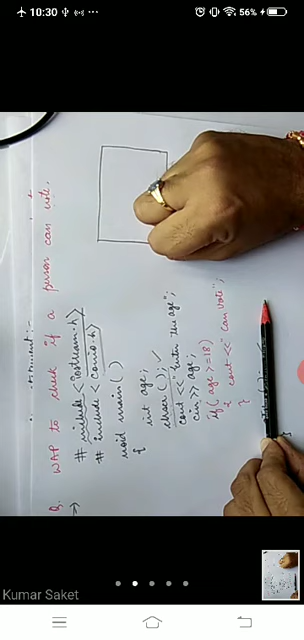 10:30
56%
Q. WAP to check if a person can vote.
=> # include <iostream.h>
# include <conio.h>
void main()
{ int age;
clrscr();
cout << "Enter the age";
cin >> age;
if (age >= 18)
{ cout << "Can vote";
}
Kumar Saket